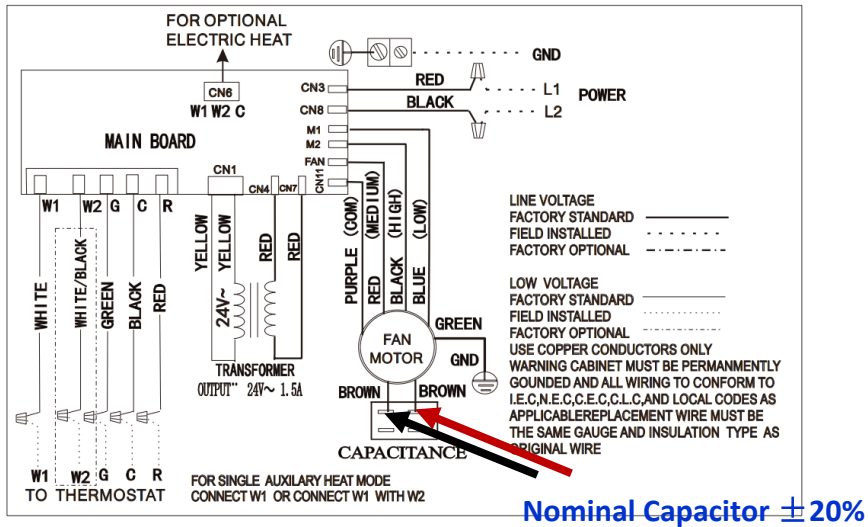 FOR OPTIONAL
ELECTRIC HEAT
GND
CN6
W1 W2 C
CN3
RED
L1
POWER
CN8
BLACK
L2
MAIN BOARD
M1
M2
FAN
CN11
CN1
CN4
CN7
W1
W2
G
C
R
WHITE
WHITE/BLACK
GREEN
BLACK
RED
YELLOW
YELLOW
24V~
RED
RED
PURPLE (COM)
RED (MEDIUM)
BLACK (HIGH)
BLUE (LOW)
TRANSFORMER
OUTPUT¨ 24V~ 1.5A
FAN
MOTOR
GREEN
GND
BROWN
BROWN
CAPACITANCE
LINE VOLTAGE
FACTORY STANDARD
FIELD INSTALLED
FACTORY OPTIONAL
LOW VOLTAGE
FACTORY STANDARD
FIELD INSTALLED
FACTORY OPTIONAL
USE COPPER CONDUCTORS ONLY
WARNING CABINET MUST BE PERMANMENTLY
GOUNDED AND ALL WIRING TO CONFORM TO
I.E.C,N.E.C,C.E.C,C.L.C,AND LOCAL CODES AS
APPLICABLEREPLACEMENT WIRE MUST BE
THE SAME GAUGE AND INSULATION TYPE AS
ORIGINAL WIRE
W1
W2
G
C
R
TO THERMOSTAT
FOR SINGLE AUXILARY HEAT MODE
CONNECT W1 OR CONNECT W1 WITH W2
Nominal Capacitor ±20%